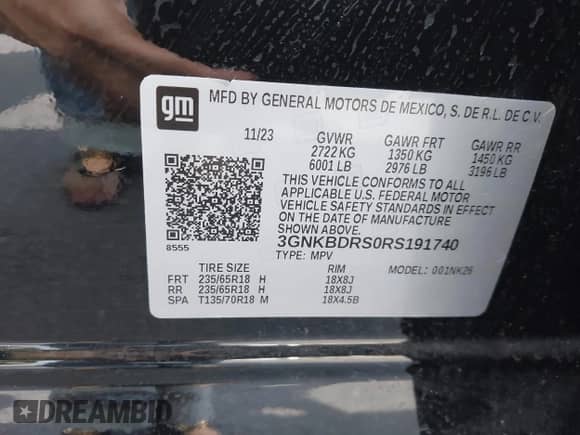 gm
MFD BY GENERAL MOTORS DE MEXICO, S. DE R.L. DE C.V.
11/23 GVWR GAWR FRT GAWR RR
2722 KG 1350 KG 1450 KG
6001 LB 2976 LB 3196 LB
THIS VEHICLE CONFORMS TO ALL
APPLICABLE U.S. FEDERAL MOTOR
VEHICLE SAFETY STANDARDS IN EFFECT
ON THE DATE OF MANUFACTURE
SHOWN ABOVE.
8555
3GNKBDRS0RS191740
TYPE: MPV MODEL: 001NK26
TIRE SIZE RIM
FRT 235/65R18 H 18X8J
RR 235/65R18 H 18X8J
SPA T135/70R18 M 18X4.5B
DREAMBID